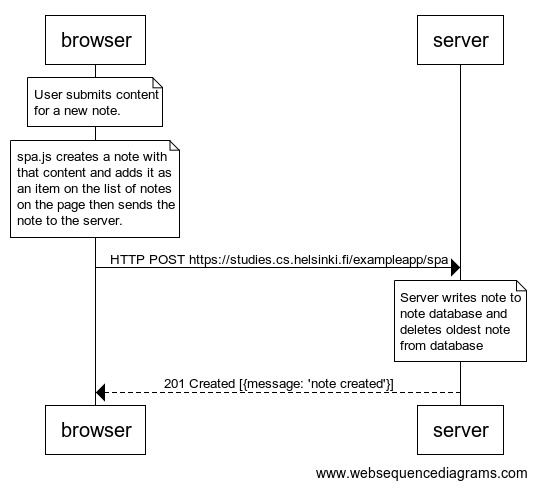 browser
server
User submits content
for a new note.
spa.js creates a note with
that content and adds it as
an item on the list of notes
on the page then sends the
note to the server.
HTTP POST https://studies.cs.helsinki.fi/exampleapp/spa
Server writes note to
note database and
deletes oldest note
from database
201 Created [{message: 'note created'}]
browser
server
www.websequencediagrams.com